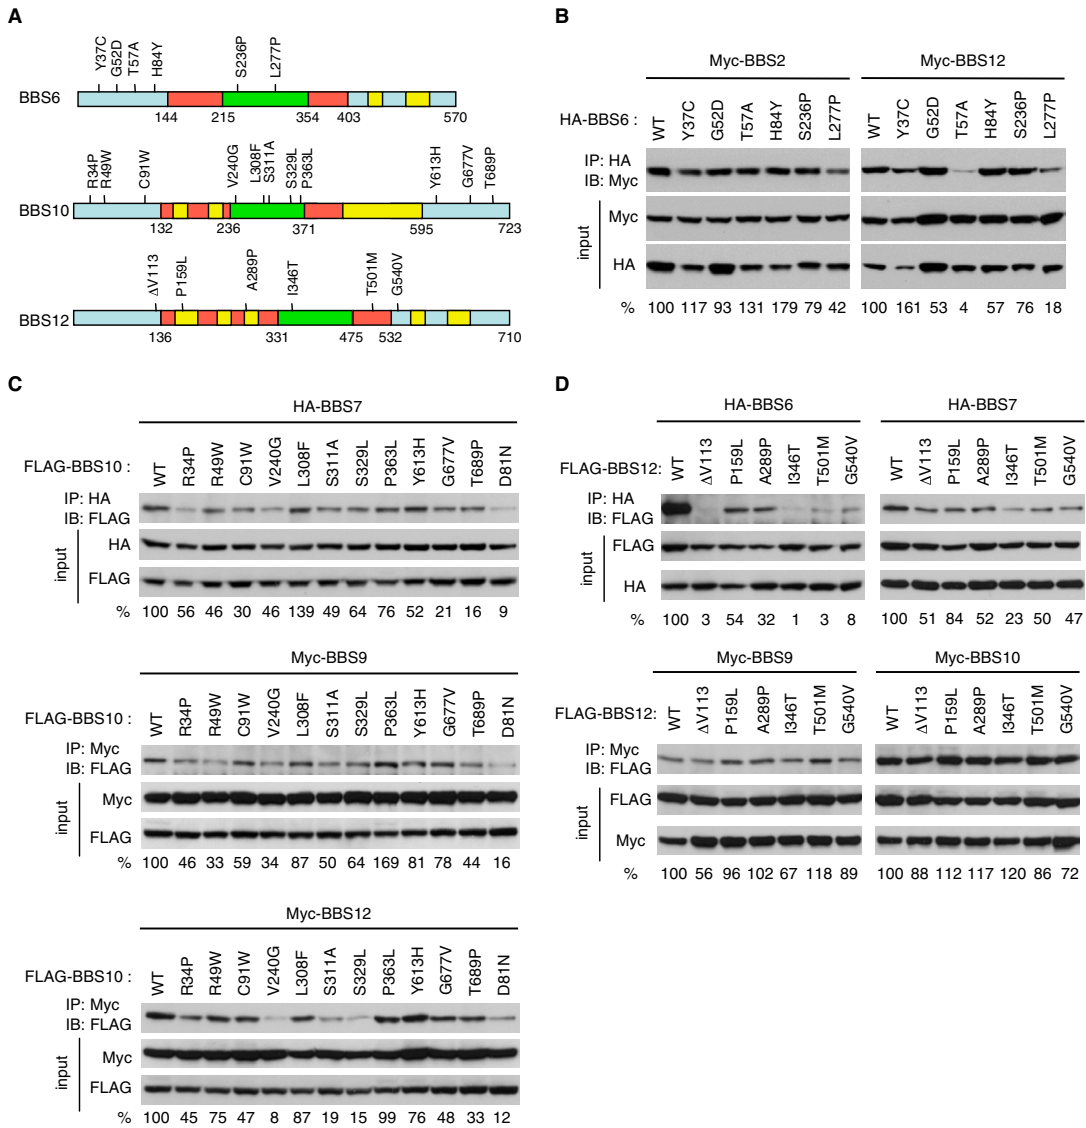 A
Y37C G52D T57A H84Y S236P L277P
BBS6
144 215 354 403 570
R34P R49W C91W V240G L308F S311A S329L P363L Y613H G677V T689P
BBS10
132 236 371 595 723
ΔV113 P159L A289P I346T T501M G540V
BBS12
136 331 475 532 710
B
Myc-BBS2 Myc-BBS12
HA-BBS6 : WT Y37C G52D T57A H84Y S236P L277P WT Y37C G52D T57A H84Y S236P L277P
IP: HA
IB: Myc
input
Myc
HA
% 100 117 93 131 179 79 42 100 161 53 4 57 76 18
C
HA-BBS7
FLAG-BBS10 : WT R34P R49W C91W V240G L308F S311A S329L P363L Y613H G677V T689P D81N
IP: HA
IB: FLAG
input
HA
FLAG
% 100 56 46 30 46 139 49 64 76 52 21 16 9
Myc-BBS9
FLAG-BBS10 : WT R34P R49W C91W V240G L308F S311A S329L P363L Y613H G677V T689P D81N
IP: Myc
IB: FLAG
input
Myc
FLAG
% 100 46 33 59 34 87 50 64 169 81 78 44 16
Myc-BBS12
FLAG-BBS10 : WT R34P R49W C91W V240G L308F S311A S329L P363L Y613H G677V T689P D81N
IP: Myc
IB: FLAG
input
Myc
FLAG
% 100 45 75 47 8 87 19 15 99 76 48 33 12
D
HA-BBS6 HA-BBS7
FLAG-BBS12: WT ΔV113 P159L A289P I346T T501M G540V WT ΔV113 P159L A289P I346T T501M G540V
IP: HA
IB: FLAG
input
FLAG
HA
% 100 3 54 32 1 3 8 100 51 84 52 23 50 47
Myc-BBS9 Myc-BBS10
FLAG-BBS12: WT ΔV113 P159L A289P I346T T501M G540V WT ΔV113 P159L A289P I346T T501M G540V
IP: Myc
IB: FLAG
input
FLAG
Myc
% 100 56 96 102 67 118 89 100 88 112 117 120 86 72